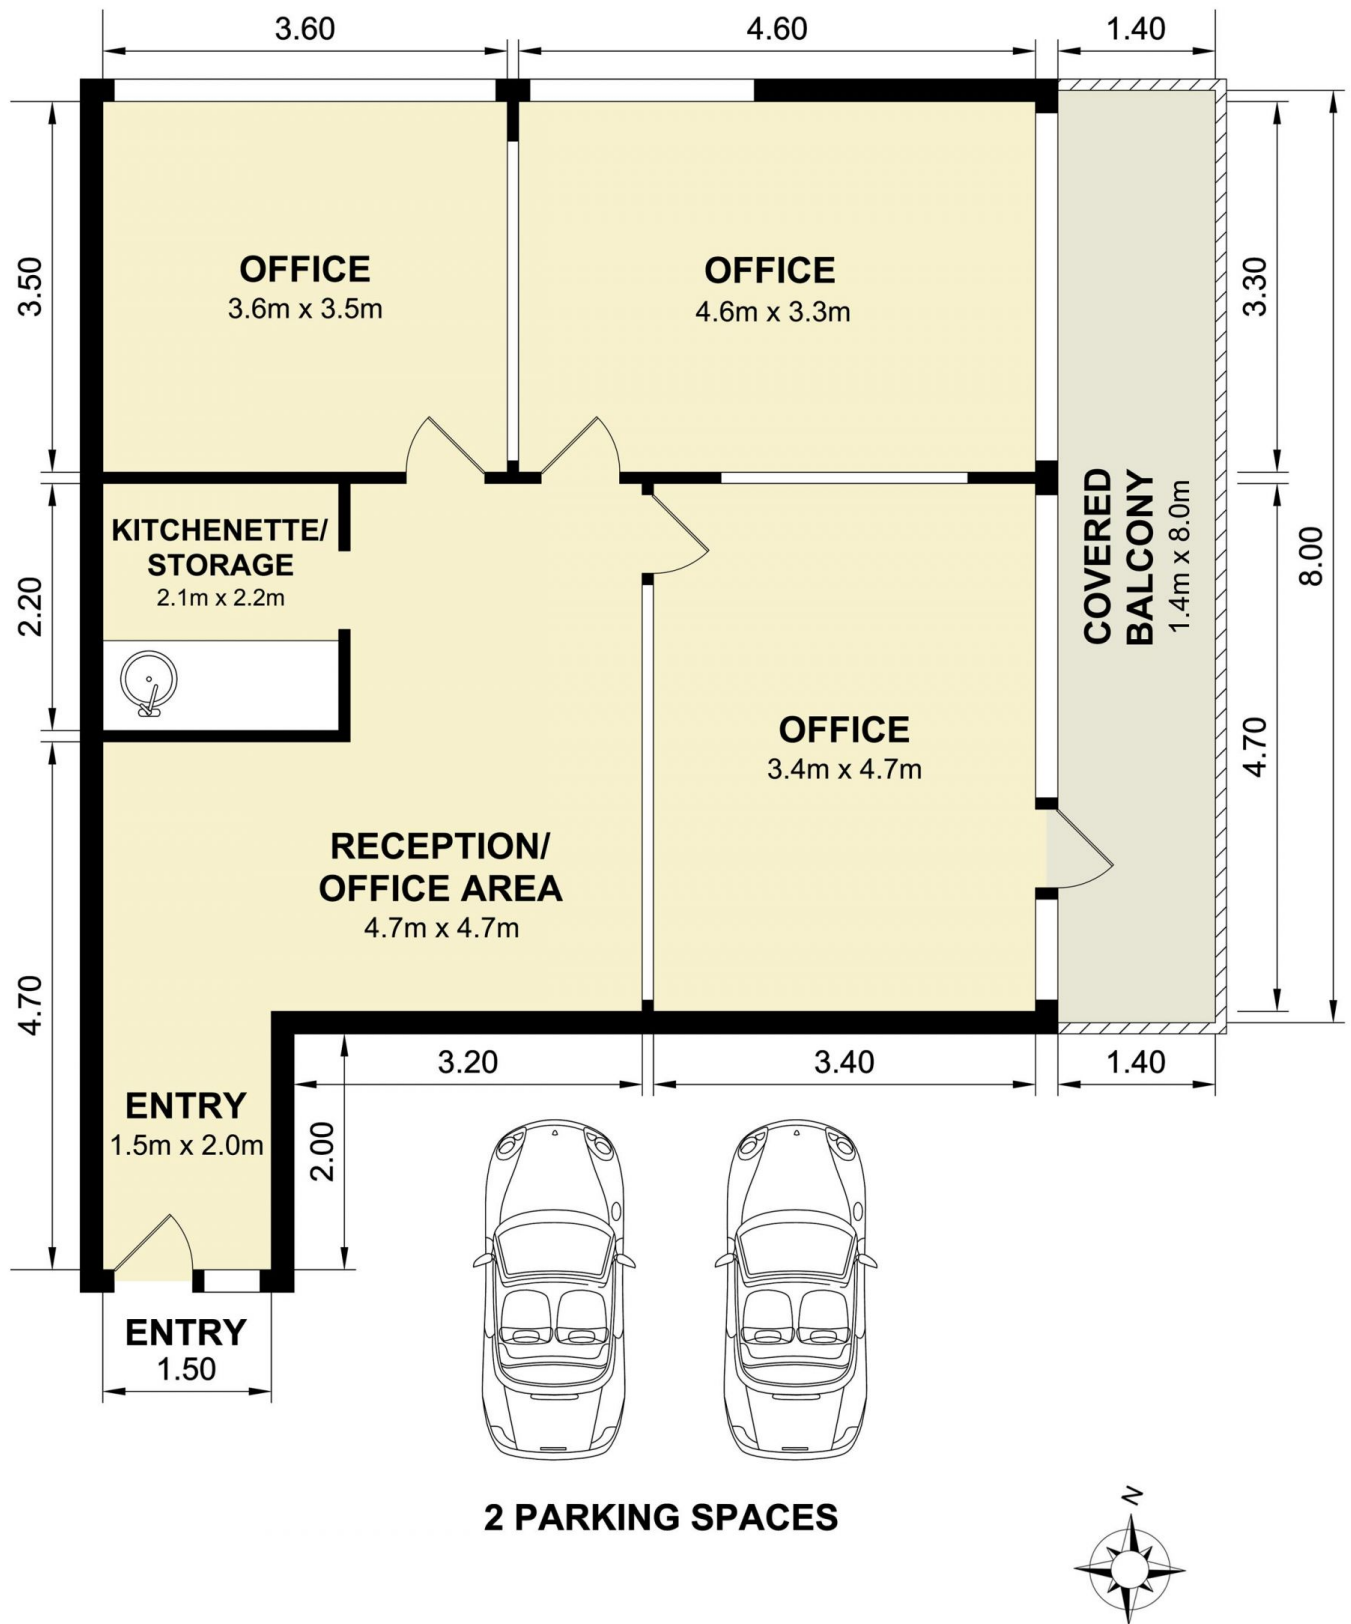 3.60
4.60
1.40
3.50
OFFICE
3.6m x 3.5m
OFFICE
4.6m x 3.3m
3.30
KITCHENETTE/
STORAGE
2.1m x 2.2m
2.20
COVERED
BALCONY
1.4m x 8.0m
8.00
OFFICE
3.4m x 4.7m
4.70
RECEPTION/
OFFICE AREA
4.7m x 4.7m
4.70
3.20
3.40
1.40
ENTRY
1.5m x 2.0m
2.00
ENTRY
1.50
2 PARKING SPACES
N